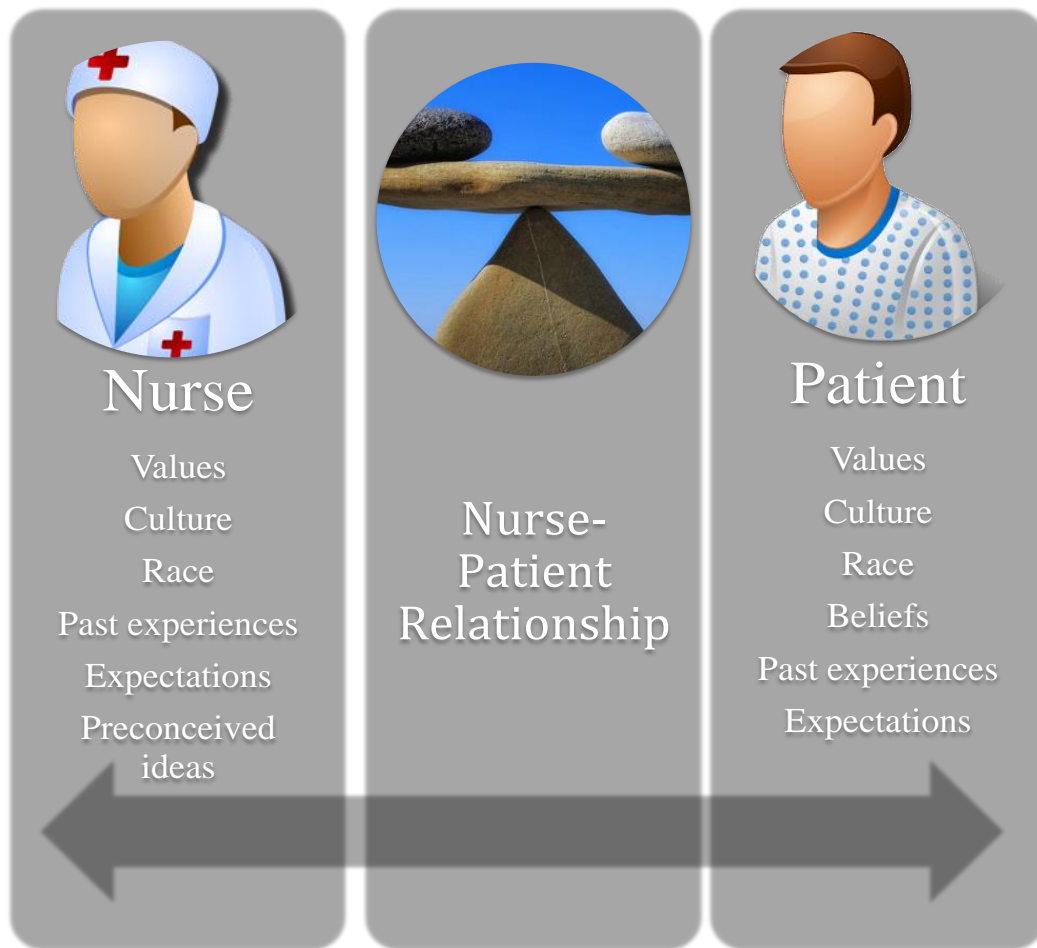 Nurse
Values
Culture
Race
Past experiences
Expectations
Preconceived
ideas
Nurse-
Patient
Relationship
Patient
Values
Culture
Race
Beliefs
Past experiences
Expectations